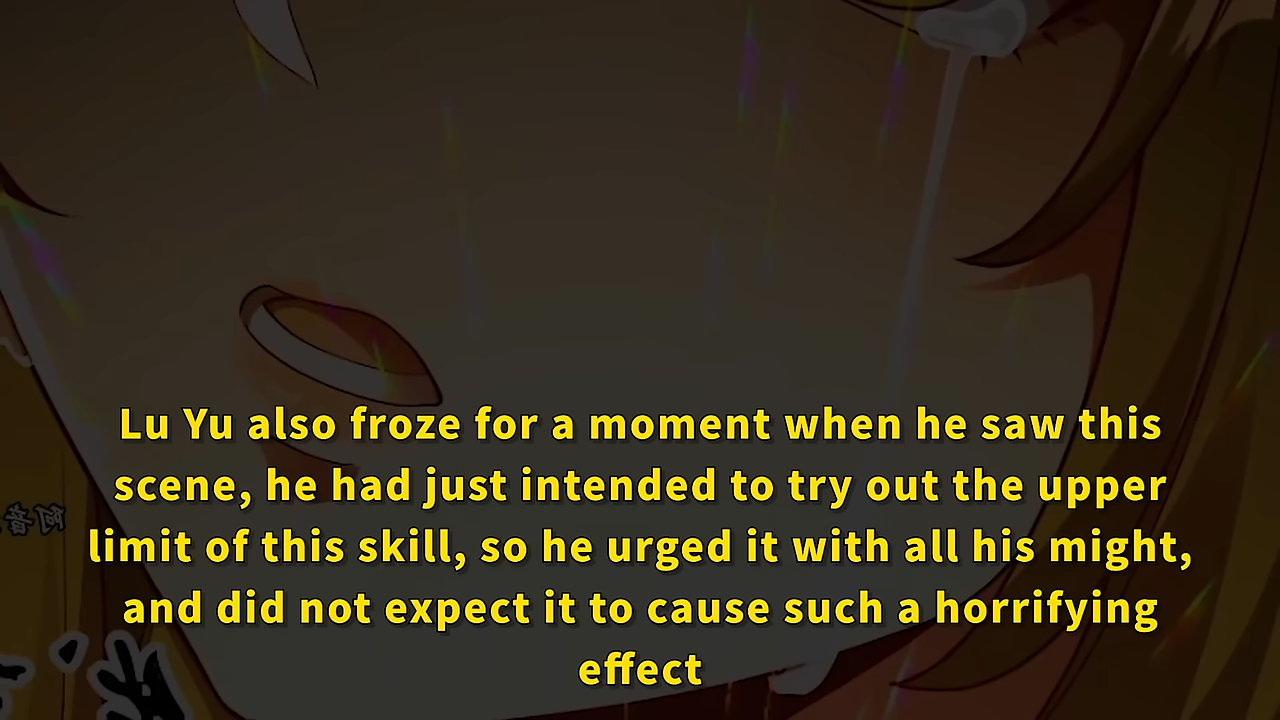 Lu Yu also froze for a moment when he saw this
scene, he had just intended to try out the upper
limit of this skill, so he urged it with all his might,
and did not expect it to cause such a horrifying
effect